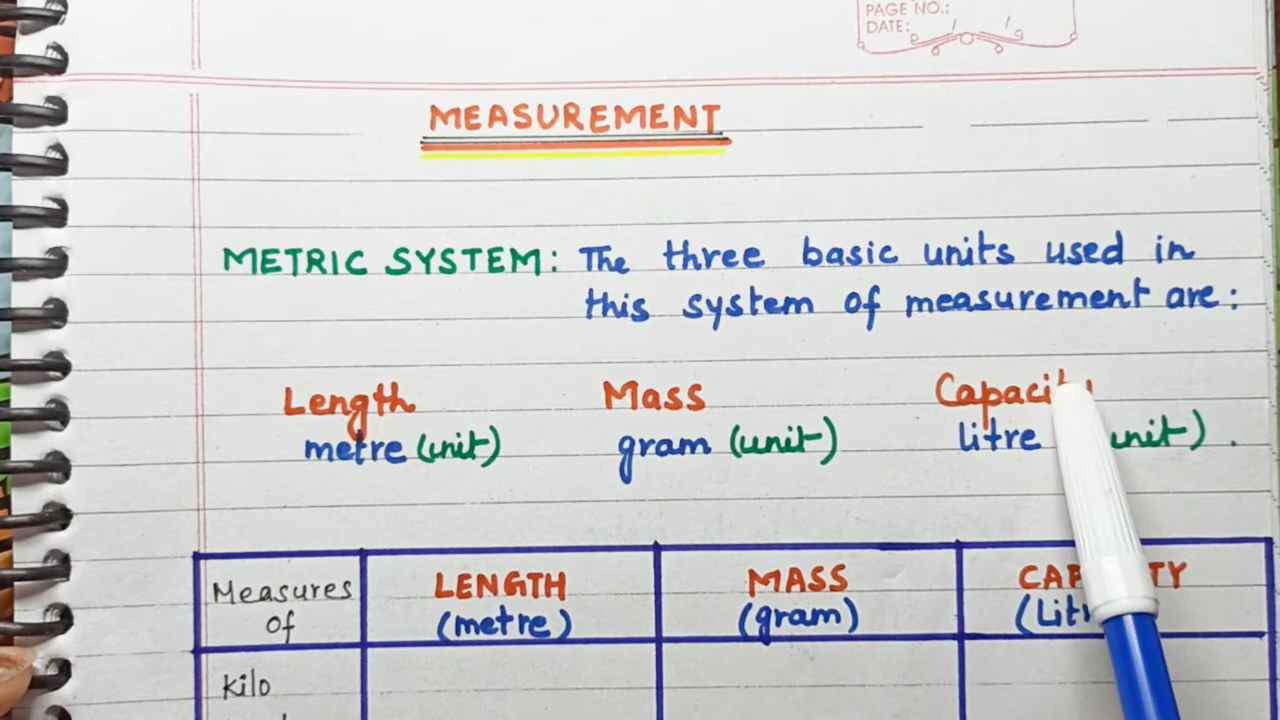 PAGE NO.:
DATE:
MEASUREMENT
METRIC SYSTEM: The three basic units used in
this system of measurement are:
Length Mass
metre (unit) gram (unit) litre unit) .
Measures LENGTH MASS
of (metre) (gram)
Kilo